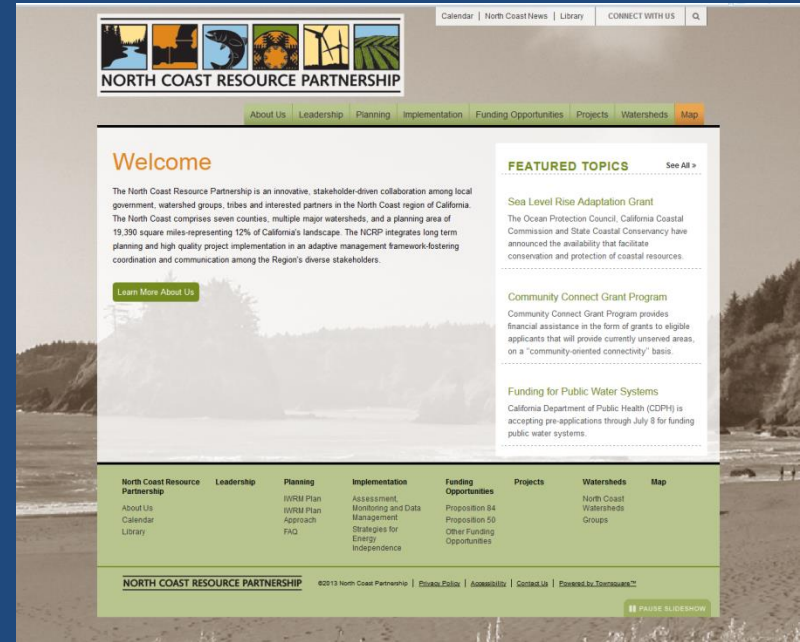 Calendar | North Coast News | Library CONNECT WITH US
NORTH COAST RESOURCE PARTNERSHIP
About Us Leadership Planning Implementation Funding Opportunities Projects Watersheds Map
Welcome
The North Coast Resource Partnership is an innovative, stakeholder-driven collaboration among local
government, watershed groups, tribes and interested partners in the North Coast region of California.
The North Coast comprises seven counties, multiple major watersheds, and a planning area of
19,390 square miles-representing 12% of California's landscape. The NCRP integrates long term
planning and high quality project implementation in an adaptive management framework-fostering
coordination and communication among the Region's diverse stakeholders.
Learn More About Us
FEATURED TOPICS See All »
Sea Level Rise Adaptation Grant
The Ocean Protection Council, California Coastal
Commission and State Coastal Conservancy have
announced the availability that facilitate
conservation and protection of coastal resources.
Community Connect Grant Program
Community Connect Grant Program provides
financial assistance in the form of grants to eligible
applicants that will provide currently unserved areas,
on a "community-oriented connectivity" basis.
Funding for Public Water Systems
California Department of Public Health (CDPH) is
accepting pre-applications through July 8 for funding
public water systems.
North Coast Resource
Partnership
About Us
Calendar
Library
Leadership
Planning
IWRM Plan
IWRM Plan
Approach
FAQ
Implementation
Assessment,
Monitoring and Data
Management
Strategies for
Energy
Independence
Funding
Opportunities
Proposition 84
Proposition 50
Other Funding
Opportunities
Projects
Watersheds
North Coast
Watersheds
Groups
Map
NORTH COAST RESOURCE PARTNERSHIP ©2013 North Coast Partnership | Privacy Policy | Accessibility | Contact Us | Powered by Townsquare™
PAUSE SLIDESHOW